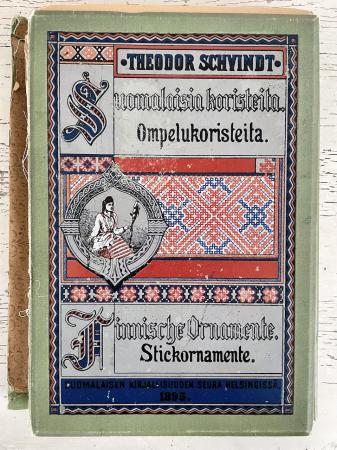 THEODOR SCHVINDT
Suomalaisia koristeita.
Ompelukoristeita.
Finnische Ornamente.
Stickornamente.
SUOMALAISEN KIRJALLISUUDEN SEURA HELSINGISSÄ
1895.